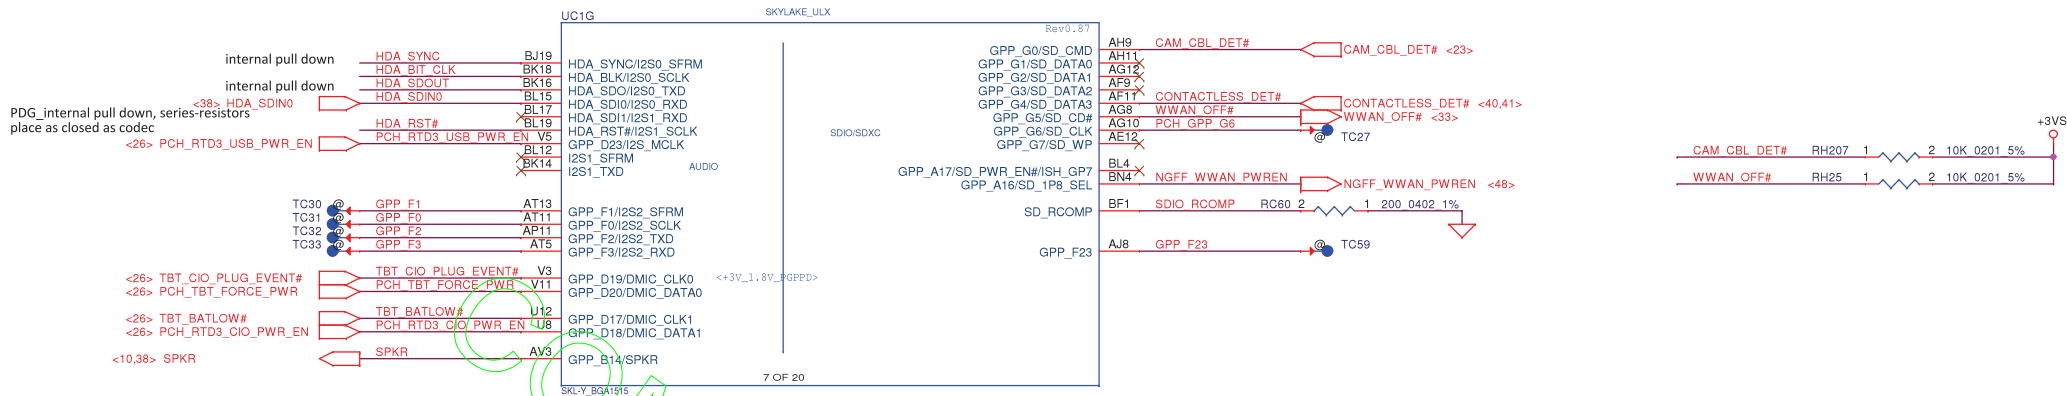 UC1G
SKYLAKE_ULX
Rev0.87
internal pull down HDA_SYNC BJ19 HDA_SYNC/I2S0_SFRM
HDA_BIT_CLK BK18 HDA_BLK/I2S0_SCLK
internal pull down HDA_SDOUT BK16 HDA_SDO/I2S0_TXD
<38> HDA_SDIN0 HDA_SDIN0 BL15 HDA_SDI0/I2S0_RXD
PDG_internal pull down, series-resistors
place as closed as codec
BL17 HDA_SDI1/I2S1_RXD
HDA_RST# BL19 HDA_RST#/I2S1_SCLK
<26> PCH_RTD3_USB_PWR_EN PCH_RTD3_USB_PWR_EN V5 GPP_D23/I2S_MCLK
BL12 I2S1_SFRM
BK14 I2S1_TXD
AUDIO
TC30 @ GPP_F1 AT13 GPP_F1/I2S2_SFRM
TC31 @ GPP_F0 AT11 GPP_F0/I2S2_SCLK
TC32 @ GPP_F2 AP11 GPP_F2/I2S2_TXD
TC33 @ GPP_F3 AT5 GPP_F3/I2S2_RXD
<26> TBT_CIO_PLUG_EVENT# TBT_CIO_PLUG_EVENT# V3 GPP_D19/DMIC_CLK0
<26> PCH_TBT_FORCE_PWR PCH_TBT_FORCE_PWR V11 GPP_D20/DMIC_DATA0
<26> TBT_BATLOW# TBT_BATLOW# U12 GPP_D17/DMIC_CLK1
<26> PCH_RTD3_CIO_PWR_EN PCH_RTD3_CIO_PWR_EN U8 GPP_D18/DMIC_DATA1
<10,38> SPKR SPKR AV3 GPP_B14/SPKR
SDIO/SDXC
<+3V_1.8V_PGPPD>
7 OF 20
SKL-Y_BGA1515
GPP_G0/SD_CMD AH9 CAM_CBL_DET# CAM_CBL_DET# <23>
GPP_G1/SD_DATA0 AH11
GPP_G2/SD_DATA1 AG12
GPP_G3/SD_DATA2 AF9
GPP_G4/SD_DATA3 AF11 CONTACTLESS_DET# CONTACTLESS_DET# <40,41>
GPP_G5/SD_CD# AG8 WWAN_OFF# WWAN_OFF# <33>
GPP_G6/SD_CLK AG10 PCH_GPP_G6 @ TC27
GPP_G7/SD_WP AE12
GPP_A17/SD_PWR_EN#/ISH_GP7 BL4
GPP_A16/SD_1P8_SEL BN4 NGFF_WWAN_PWREN NGFF_WWAN_PWREN <48>
SD_RCOMP BF1 SDIO_RCOMP RC60 2 1 200_0402_1%
GPP_F23 AJ8 GPP_F23 @ TC59
+3VS
CAM_CBL_DET# RH207 1 2 10K_0201_5%
WWAN_OFF# RH25 1 2 10K_0201_5%